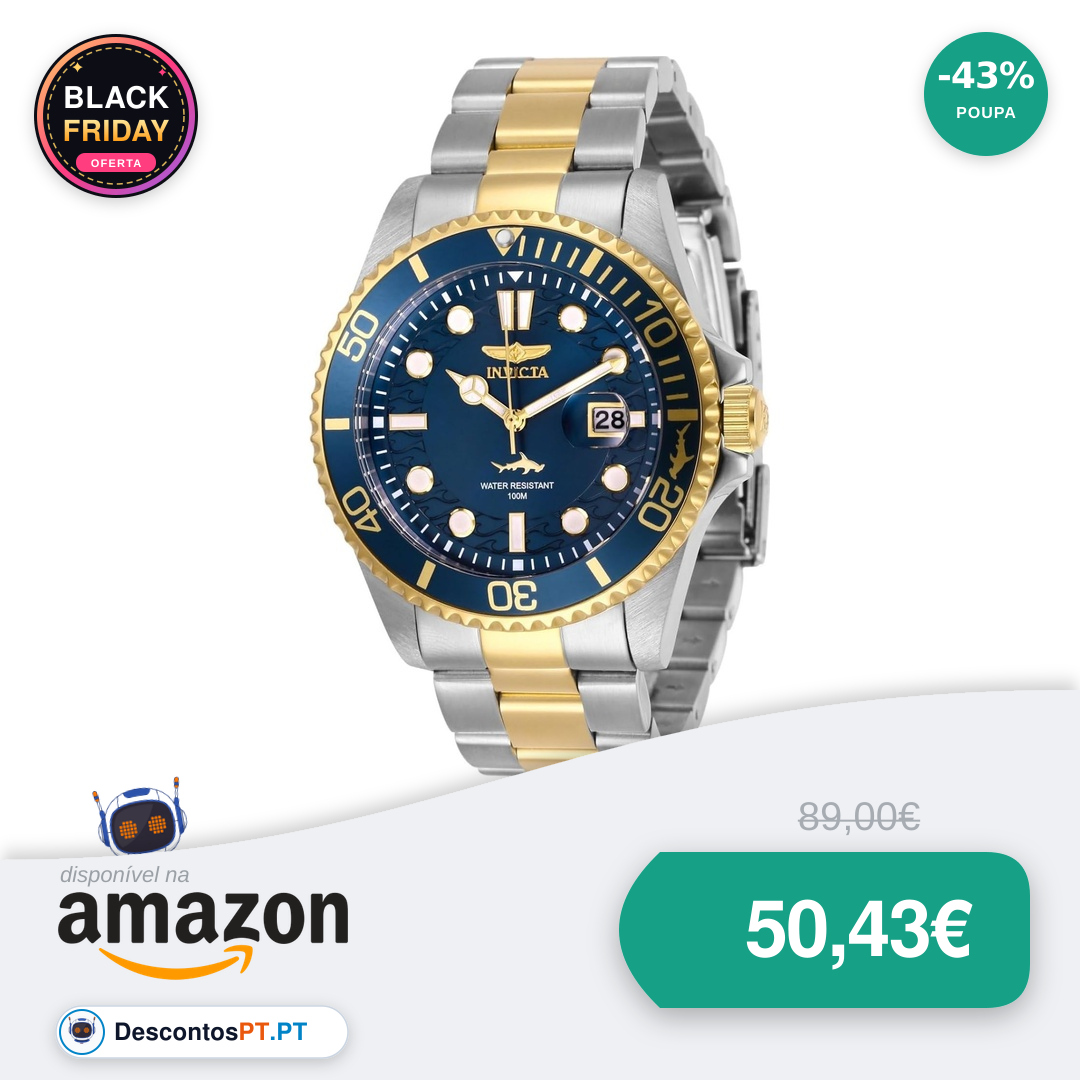 BLACK
FRIDAY
OFERTA
-43%
POUPA
10
20
30
40
50
INVICTA
28
WATER RESISTANT
100M
89,00€
50,43€
disponível na
amazon
DescontosPT.PT